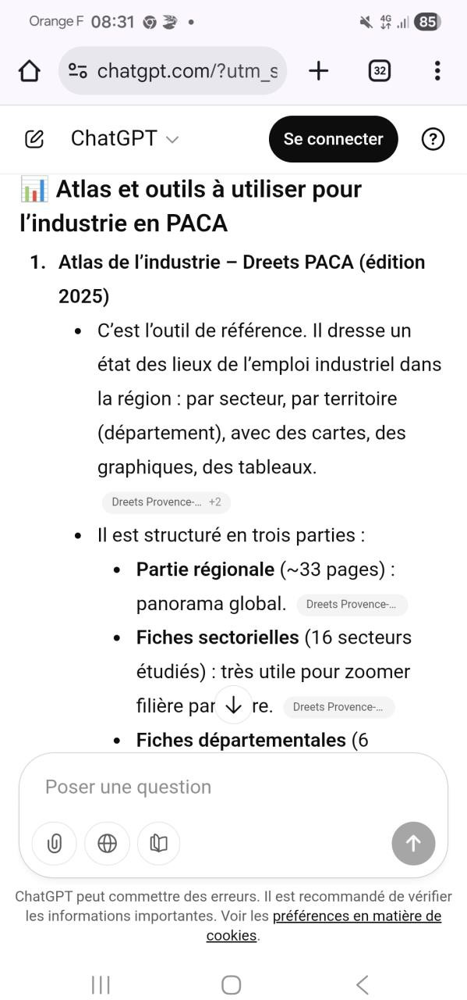 Orange F 08:31 4G 85
chatgpt.com/?utm_s 32
ChatGPT Se connecter
Atlas et outils à utiliser pour
l’industrie en PACA
1. Atlas de l’industrie – Dreets PACA (édition
2025)
• C’est l’outil de référence. Il dresse un
état des lieux de l’emploi industriel dans
la région : par secteur, par territoire
(département), avec des cartes, des
graphiques, des tableaux.
Dreets Provence-… +2
• Il est structuré en trois parties :
• Partie régionale (~33 pages) :
panorama global. Dreets Provence-…
• Fiches sectorielles (16 secteurs
étudiés) : très utile pour zoomer
filière par re. Dreets Provence-…
• Fiches départementales (6
Poser une question
ChatGPT peut commettre des erreurs. Il est recommandé de vérifier
les informations importantes. Voir les préférences en matière de
cookies.